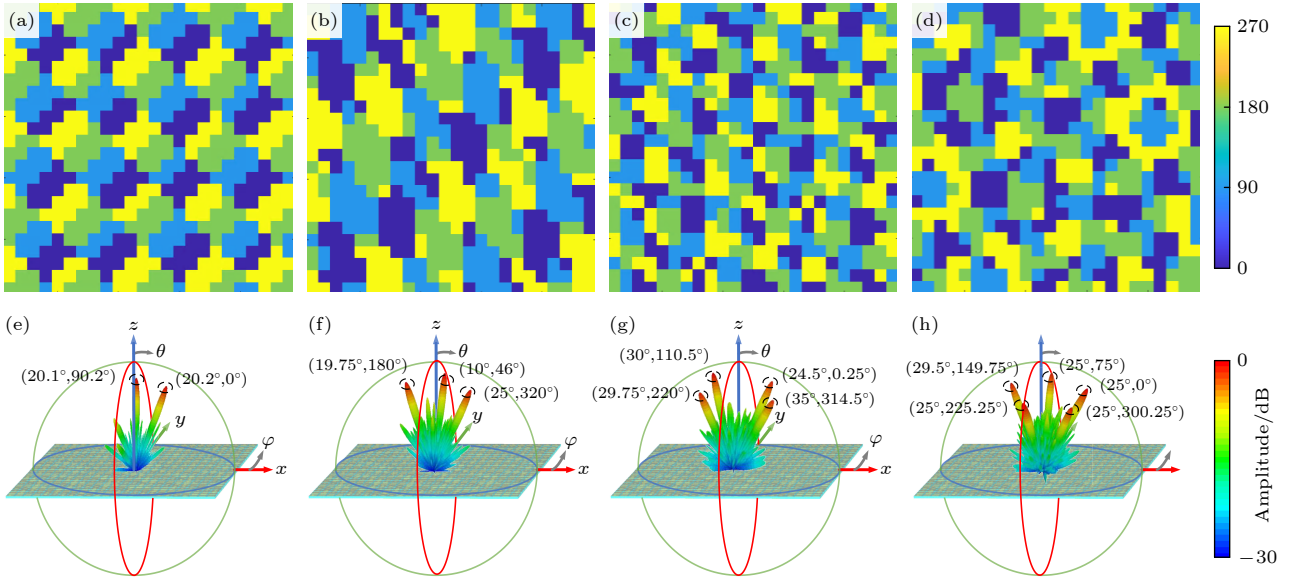 (a)
(b)
(c)
(d)
270
180
90
0
(e)
z
θ
(20.1°,90.2°)
(20.2°,0°)
y
φ
x
(f)
z
θ
(19.75°,180°)
(10°,46°)
(25°,320°)
y
φ
x
(g)
z
θ
(30°,110.5°)
(24.5°,0.25°)
(29.75°,220°)
(35°,314.5°)
y
φ
x
(h)
(29.5°,149.75°)
(25°,75°)
(25°,0°)
(25°,225.25°)
(25°,300.25°)
0
Amplitude/dB
−30